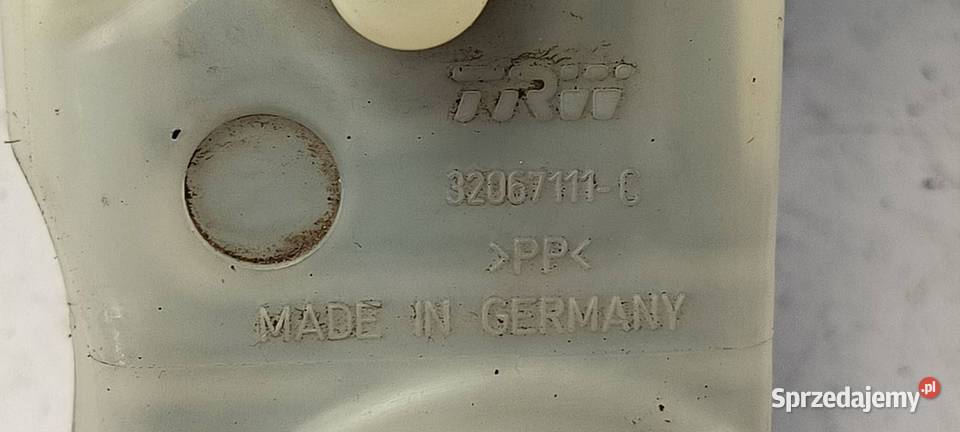 TRW
32067111-C
>PP<
MADE IN GERMANY
Sprzedajemy.pl